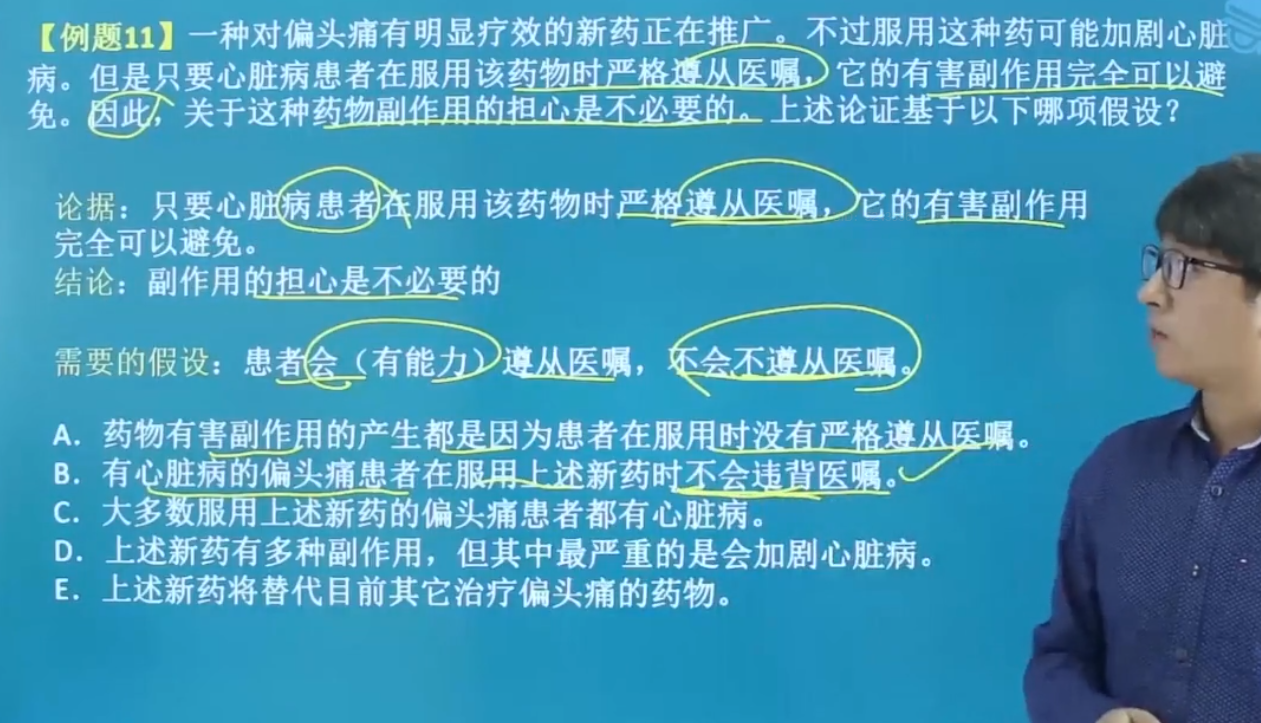 【例题11】一种对偏头痛有明显疗效的新药正在推广。不过服用这种药可能加剧心脏
病。但是只要心脏病患者在服用该药物时严格遵从医嘱，它的有害副作用完全可以避
免。因此，关于这种药物副作用的担心是不必要的。上述论证基于以下哪项假设？
论据：只要心脏病患者在服用该药物时,严格遵从医嘱，它的有害副作用
完全可以避免。
结论：副作用的担心是不必要的
需要的假设：患者会（有能力）遵从医嘱，不会不遵从医嘱。
A. 药物有害副作用的产生都是因为患者在服用时没有严格遵从医嘱。
B. 有心脏病的偏头痛患者在服用上述新药时不会违背医嘱。
C. 大多数服用上述新药的偏头痛患者都有心脏病。
D. 上述新药有多种副作用，但其中最严重的是会加剧心脏病。
E. 上述新药将替代目前其它治疗偏头痛的药物。